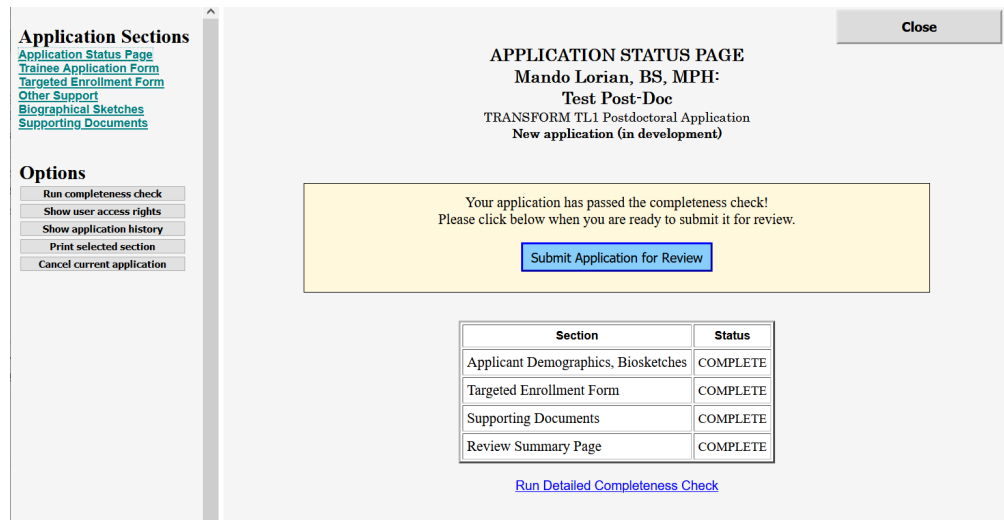 Application Sections
Application Status Page
Trainee Application Form
Targeted Enrollment Form
Other Support
Biographical Sketches
Supporting Documents
Options
Run completeness check
Show user access rights
Show application history
Print selected section
Cancel current application
Close
APPLICATION STATUS PAGE
Mando Lorian, BS, MPH:
Test Post-Doc
TRANSFORM TL1 Postdoctoral Application
New application (in development)
Your application has passed the completeness check!
Please click below when you are ready to submit it for review.
Submit Application for Review
Section Status
Applicant Demographics, Biosketches COMPLETE
Targeted Enrollment Form COMPLETE
Supporting Documents COMPLETE
Review Summary Page COMPLETE
Run Detailed Completeness Check